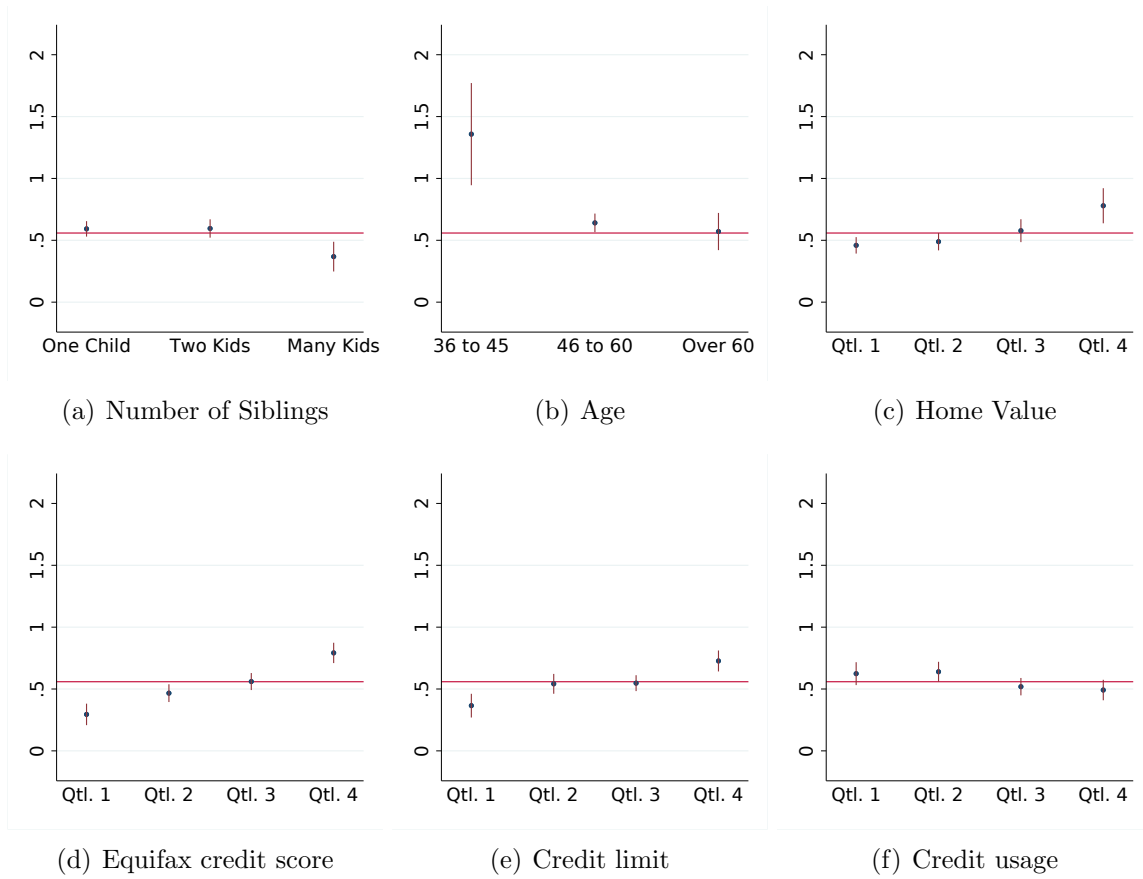 2
1.5
1
.5
0
One Child Two Kids Many Kids
(a) Number of Siblings
2
1.5
1
.5
0
36 to 45 46 to 60 Over 60
(b) Age
2
1.5
1
.5
0
Qtl. 1 Qtl. 2 Qtl. 3 Qtl. 4
(c) Home Value
2
1.5
1
.5
0
Qtl. 1 Qtl. 2 Qtl. 3 Qtl. 4
(d) Equifax credit score
2
1.5
1
.5
0
Qtl. 1 Qtl. 2 Qtl. 3 Qtl. 4
(e) Credit limit
2
1.5
1
.5
0
Qtl. 1 Qtl. 2 Qtl. 3 Qtl. 4
(f) Credit usage